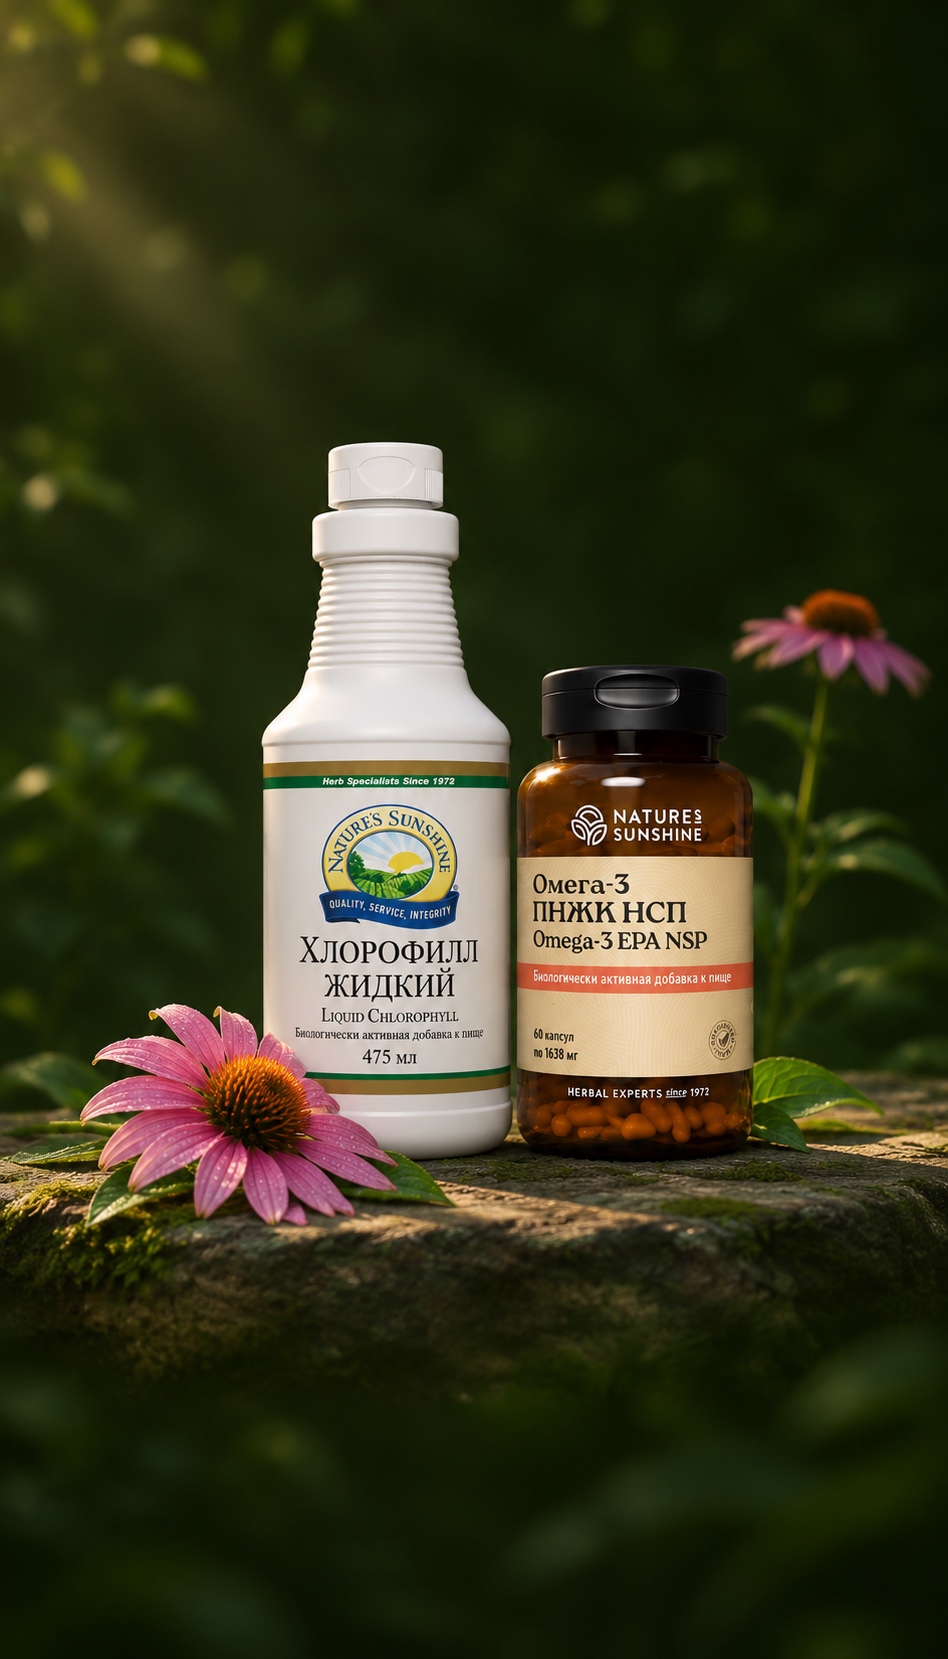 Herb Specialists Since 1972
NATURE'S SUNSHINE
®
QUALITY, SERVICE, INTEGRITY
ХЛОРОФИЛЛ
ЖИДКИЙ
LIQUID CHLOROPHYLL
Биологически активная добавка к пище
475 мл
NATURE'S
SUNSHINE
Омега-3
ПНЖК НСП
Omega-3 EPA NSP
Биологически активная добавка к пище
60 капсул
по 1638 мг
HERBAL EXPERTS since 1972